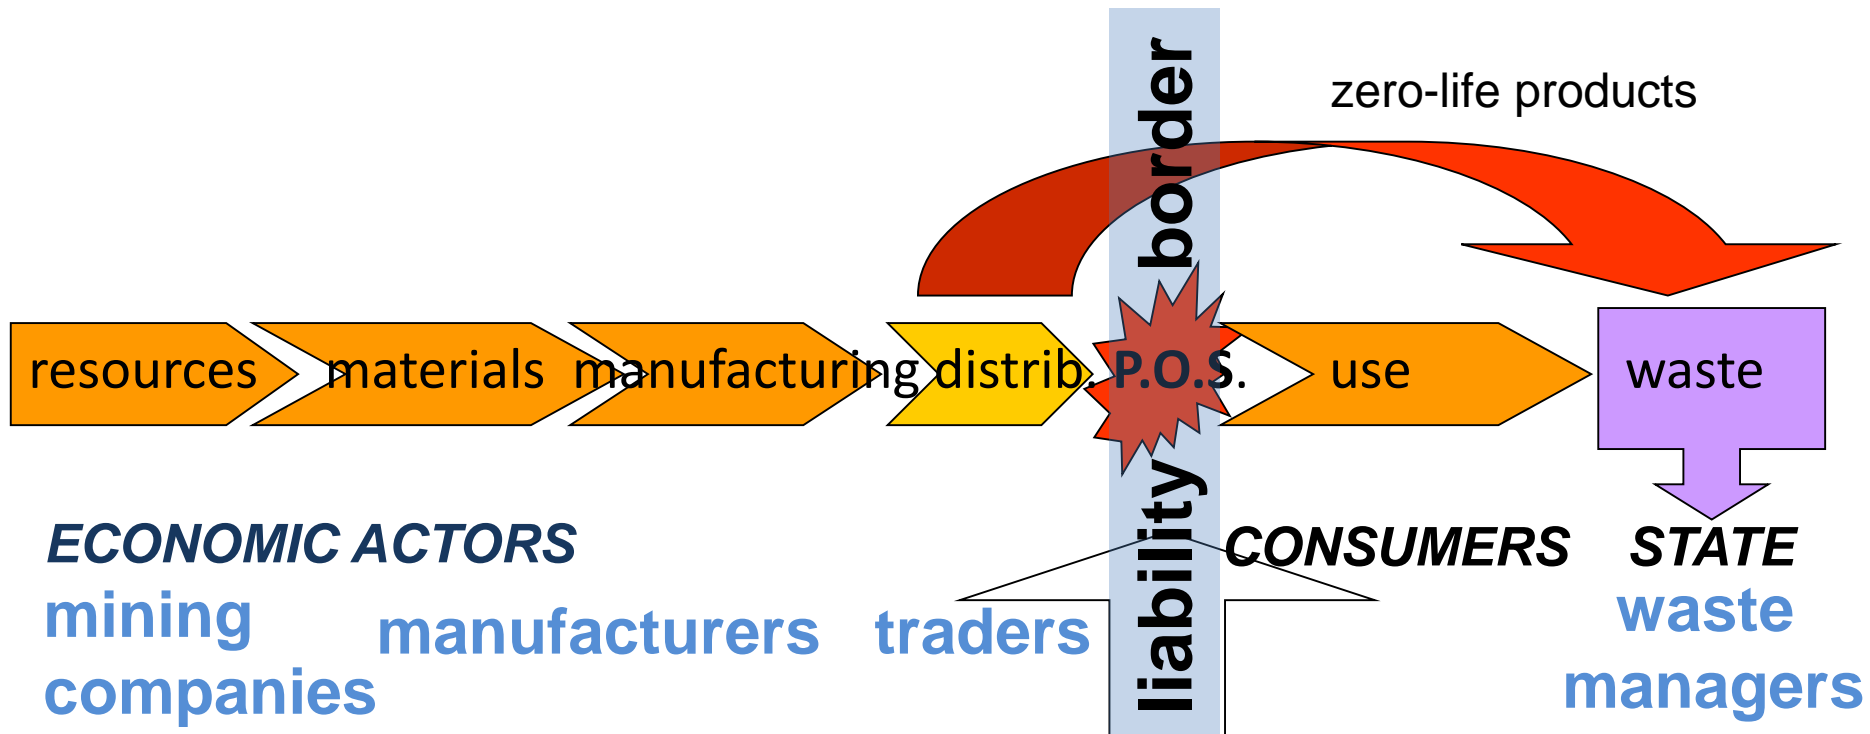 zero-life products
liability border
resources
materials
manufacturing
distrib.
P.O.S.
use
waste
ECONOMIC ACTORS
CONSUMERS
STATE
mining
companies
manufacturers
traders
waste
managers